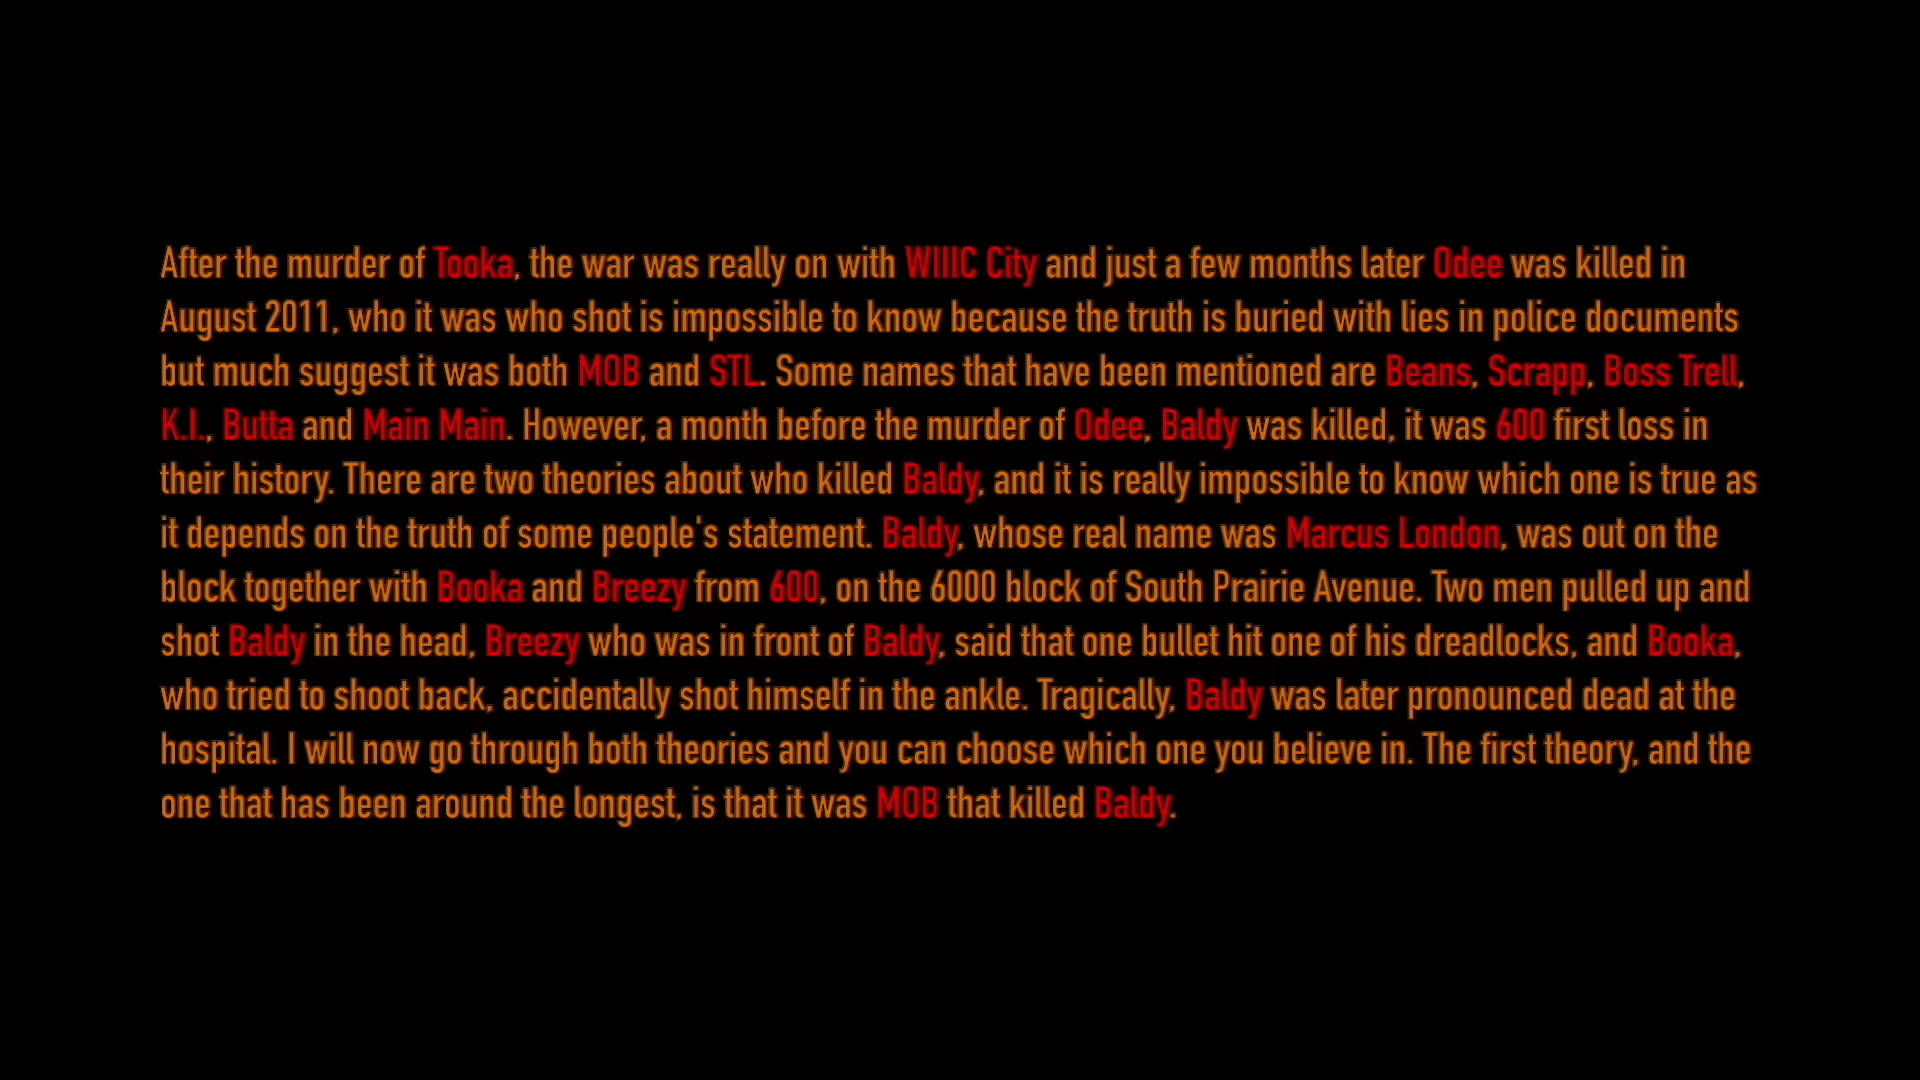 After the murder of Tooka, the war was really on with WIIIC City and just a few months later Odee was killed in
August 2011, who it was who shot is impossible to know because the truth is buried with lies in police documents
but much suggest it was both MOB and STL. Some names that have been mentioned are Beans, Scrapp, Boss Trell,
K.I., Butta and Main Main. However, a month before the murder of Odee, Baldy was killed, it was 600 first loss in
their history. There are two theories about who killed Baldy, and it is really impossible to know which one is true as
it depends on the truth of some people's statement. Baldy, whose real name was Marcus London, was out on the
block together with Booka and Breezy from 600, on the 6000 block of South Prairie Avenue. Two men pulled up and
shot Baldy in the head, Breezy who was in front of Baldy, said that one bullet hit one of his dreadlocks, and Booka,
who tried to shoot back, accidentally shot himself in the ankle. Tragically, Baldy was later pronounced dead at the
hospital. I will now go through both theories and you can choose which one you believe in. The first theory, and the
one that has been around the longest, is that it was MOB that killed Baldy.